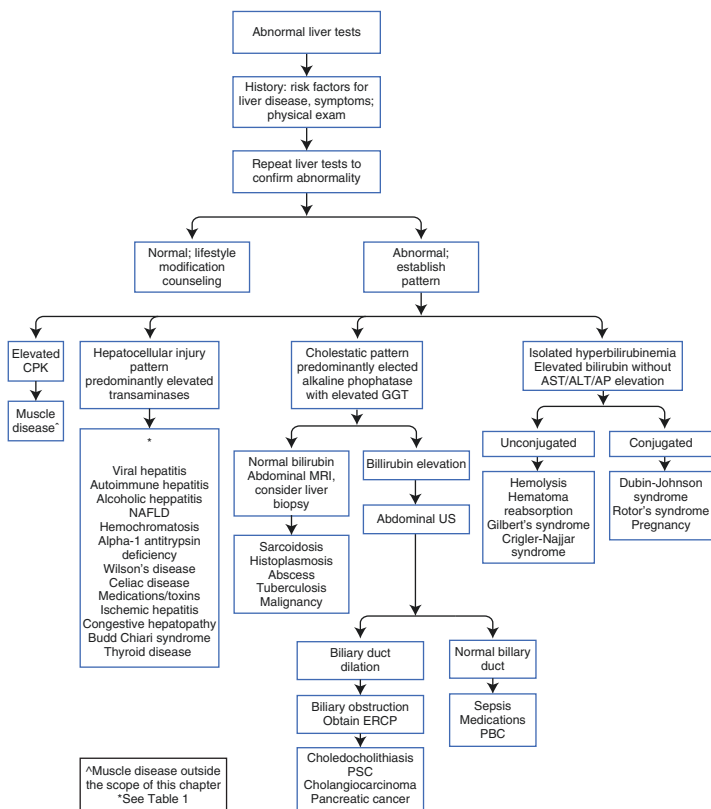 Abnormal liver tests
History: risk factors for
liver disease, symptoms;
physical exam
Repeat liver tests to
confirm abnormality
Normal; lifestyle
modification
counseling
Abnormal;
establish
pattern
Elevated
CPK
Muscle
disease^
Hepatocellular injury
pattern
predominantly elevated
transaminases
*
Viral hepatitis
Autoimmune hepatitis
Alcoholic heppatitis
NAFLD
Hemochromatosis
Alpha-1 antitrypsin
deficiency
Wilson's disease
Celiac disease
Medications/toxins
Ischemic hepatitis
Congestive hepatopathy
Budd Chiari syndrome
Thyroid disease
Cholestatic pattern
predominantly elected
alkaline phophatase
with elevated GGT
Normal bilirubin
Abdominal MRI,
consider liver
biopsy
Sarcoidosis
Histoplasmosis
Abscess
Tuberculosis
Malignancy
Billirubin elevation
Abdominal US
Biliary duct
dilation
Biliary obstruction
Obtain ERCP
Choledocholithiasis
PSC
Cholangiocarcinoma
Pancreatic cancer
Normal billary
duct
Sepsis
Medications
PBC
Isolated hyperbilirubinemia
Elevated bilirubin without
AST/ALT/AP elevation
Unconjugated
Hemolysis
Hematoma
reabsorption
Gilbert's syndrome
Crigler-Najjar
syndrome
Conjugated
Dubin-Johnson
syndrome
Rotor's syndrome
Pregnancy
^Muscle disease outside
the scope of this chapter
*See Table 1